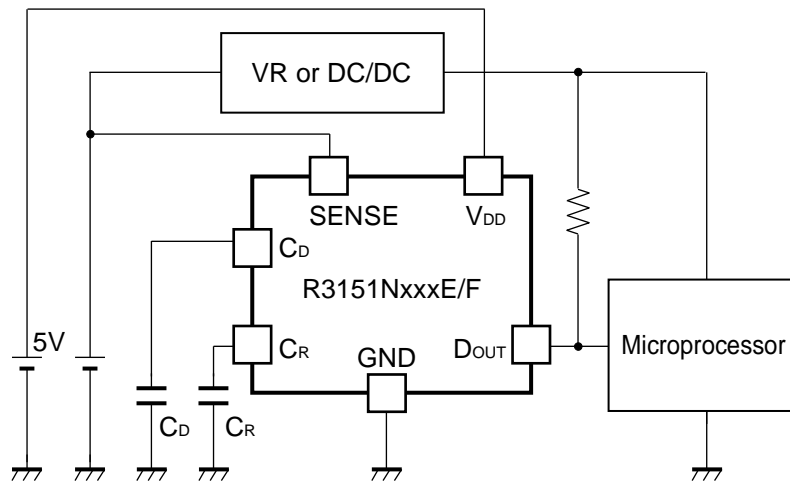 VR or DC/DC
SENSE
VDD
CD
R3151NxxxE/F
5V
CR
GND
DOUT
Microprocessor
CD
CR